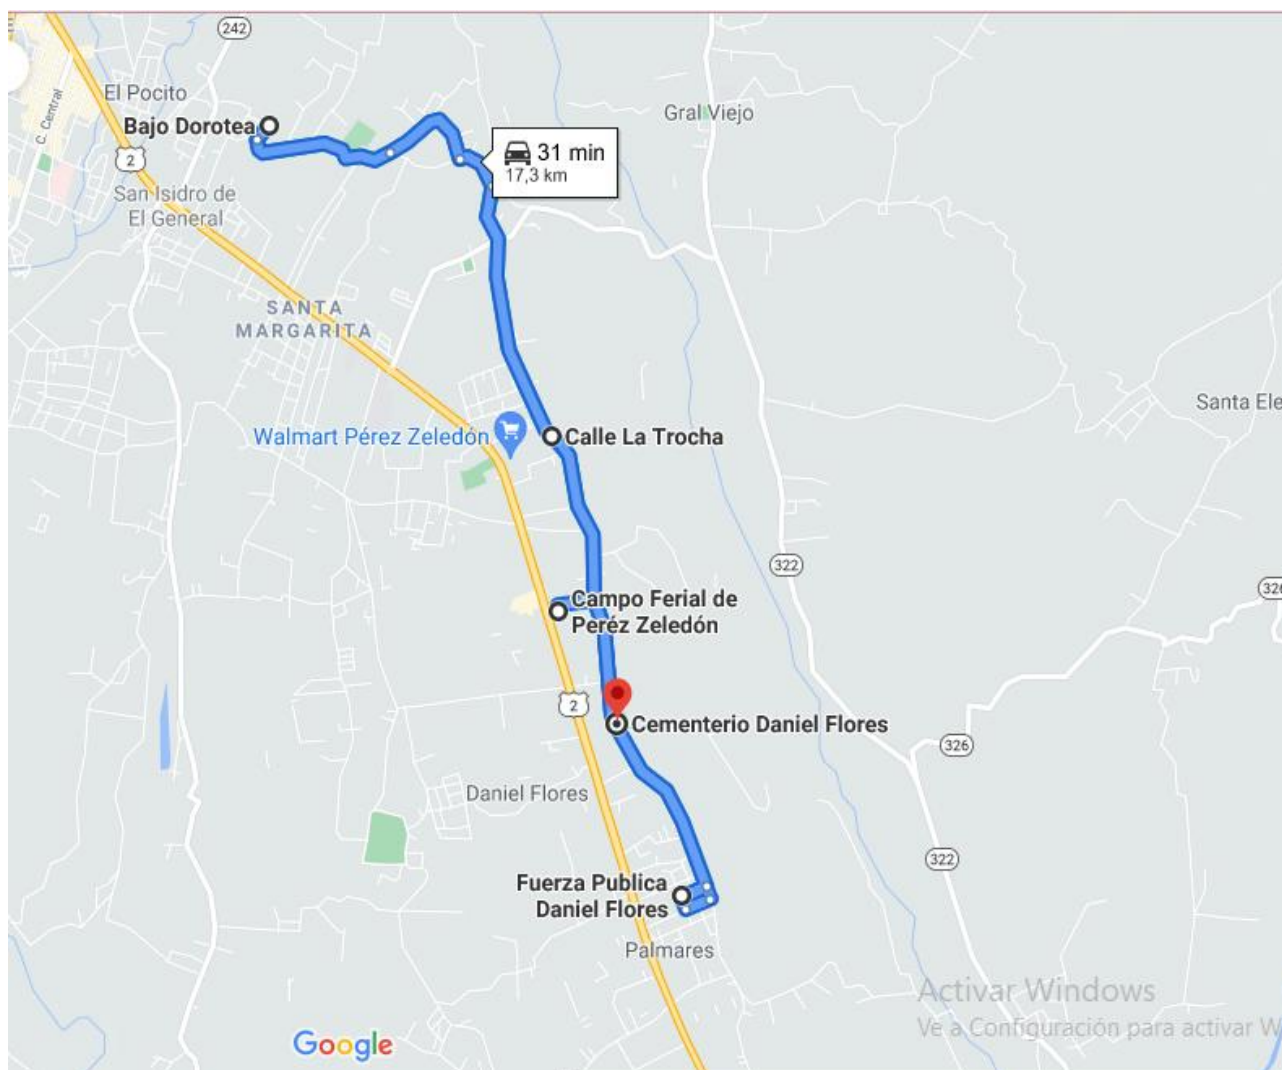 242
El Pocito
C. Central
Bajo Dorotea
Gral Viejo
31 min
17,3 km
2
San Isidro de
El General
SANTA
MARGARITA
Santa Ele
Walmart Pérez Zeledón
Calle La Trocha
322
326
Campo Ferial de
Peréz Zeledón
2
Cementerio Daniel Flores
326
Daniel Flores
322
Fuerza Publica
Daniel Flores
Palmares
Activar Windows
Ve a Configuración para activar W
Google